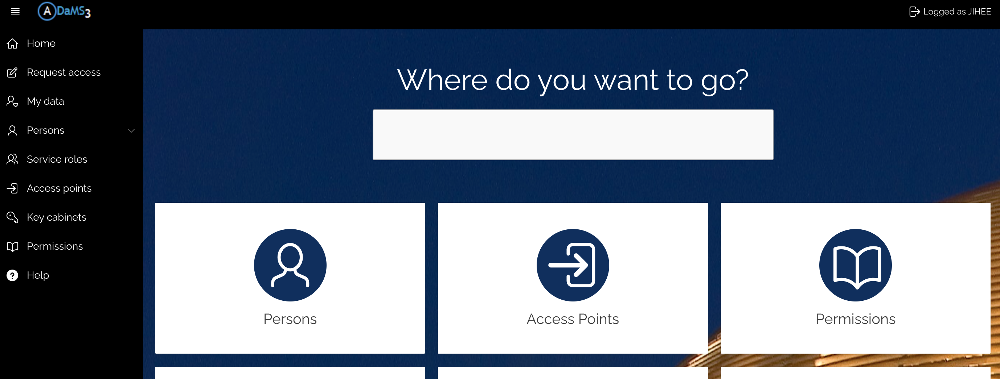 ADaMS3
Logged as JIHEE
Home
Request access
My data
Persons
Service roles
Access points
Key cabinets
Permissions
Help
Where do you want to go?
Persons
Access Points
Permissions